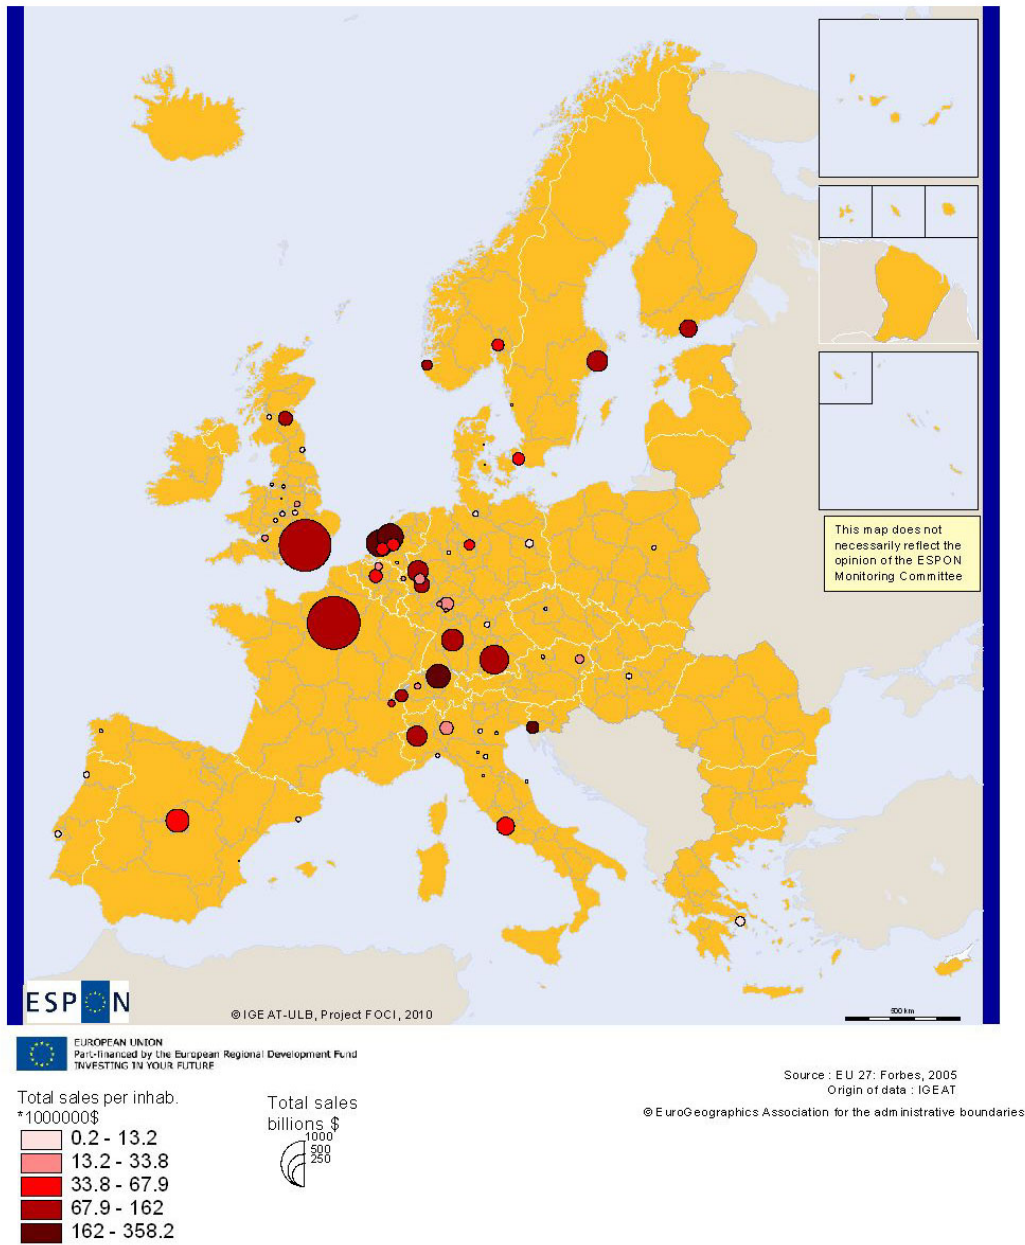 This map does not
necessarily reflect the
opinion of the ESPON
Monitoring Committee
ESPON
© IGEAT-ULB, Project FOCI, 2010
500 km
EUROPEAN UNION
Part-financed by the European Regional Development Fund
INVESTING IN YOUR FUTURE
Source : EU 27: Forbes, 2005
Origin of data : IGEAT
© EuroGeographics Association for the administrative boundaries
Total sales per inhab.
*1000000$
0.2 - 13.2
13.2 - 33.8
33.8 - 67.9
67.9 - 162
162 - 358.2
Total sales
billions $
1000
500
250